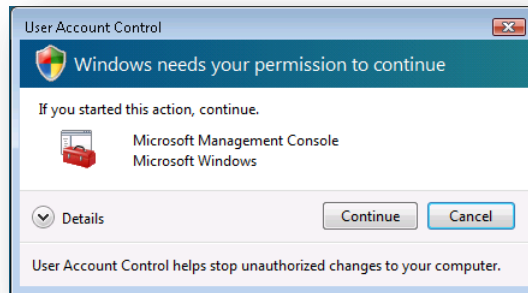 User Account Control
Windows needs your permission to continue
If you started this action, continue.
Microsoft Management Console
Microsoft Windows
Details
Continue
Cancel
User Account Control helps stop unauthorized changes to your computer.